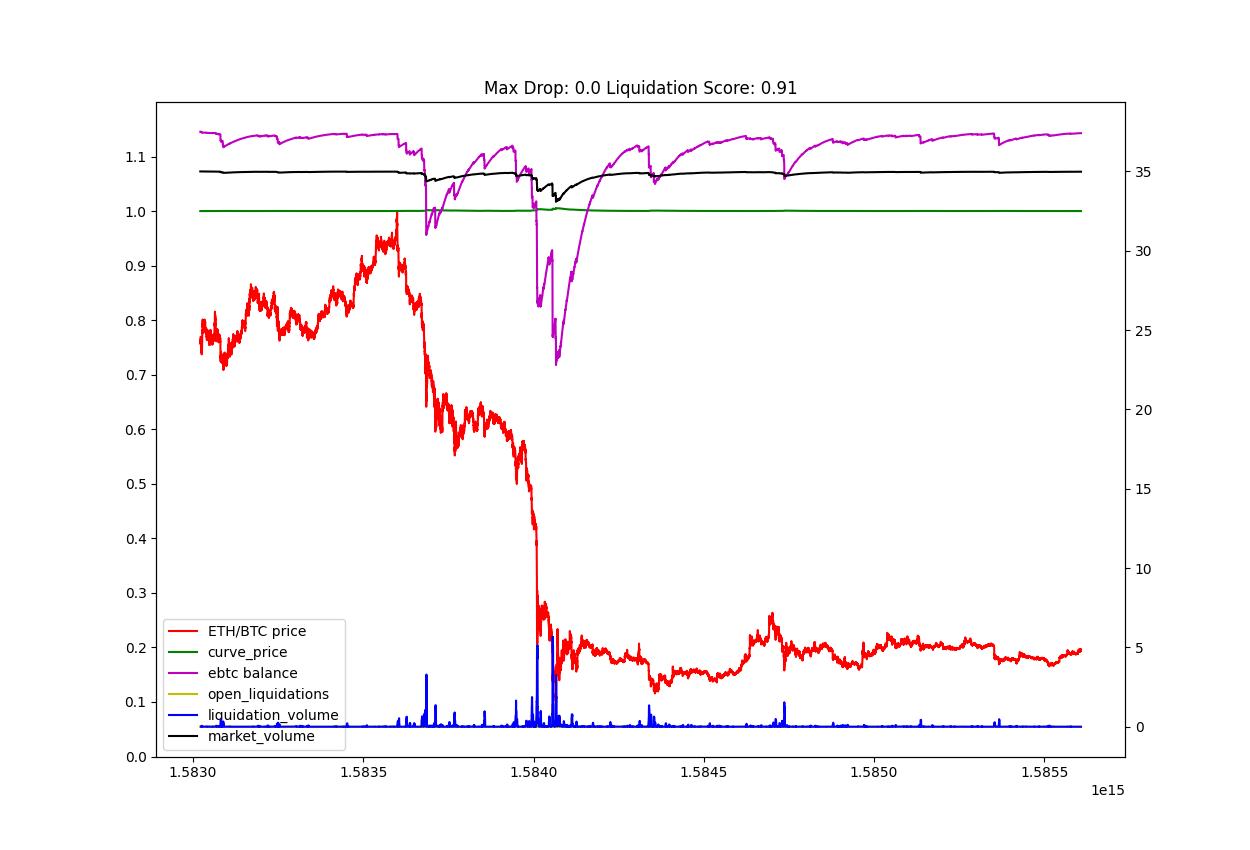 Max Drop: 0.0 Liquidation Score: 0.91
1.1
1.0
0.9
0.8
0.7
0.6
0.5
0.4
0.3
0.2
0.1
0.0
35
30
25
20
15
10
5
0
ETH/BTC price
curve_price
ebtc balance
open_liquidations
liquidation_volume
market_volume
1.5830 1.5835 1.5840 1.5845 1.5850 1.5855
1e15